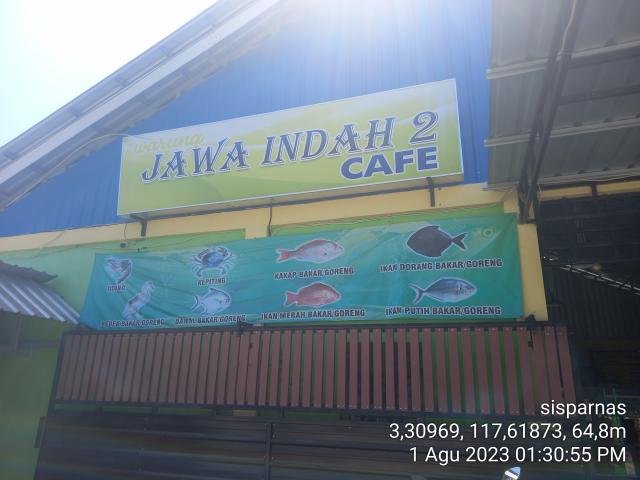 warung
JAWA INDAH 2
CAFE
UDANG
KEPITING
KAKAP BAKAR/GORENG
IKAN DORANG BAKAR/GORENG
BAKAR/GORENG
BAWAL BAKAR/GORENG
IKAN MERAH BAKAR/GORENG
IKAN PUTIH BAKAR/GORENG
sisparnas
3,30969, 117,61873, 64,8m
1 Agu 2023 01:30:55 PM